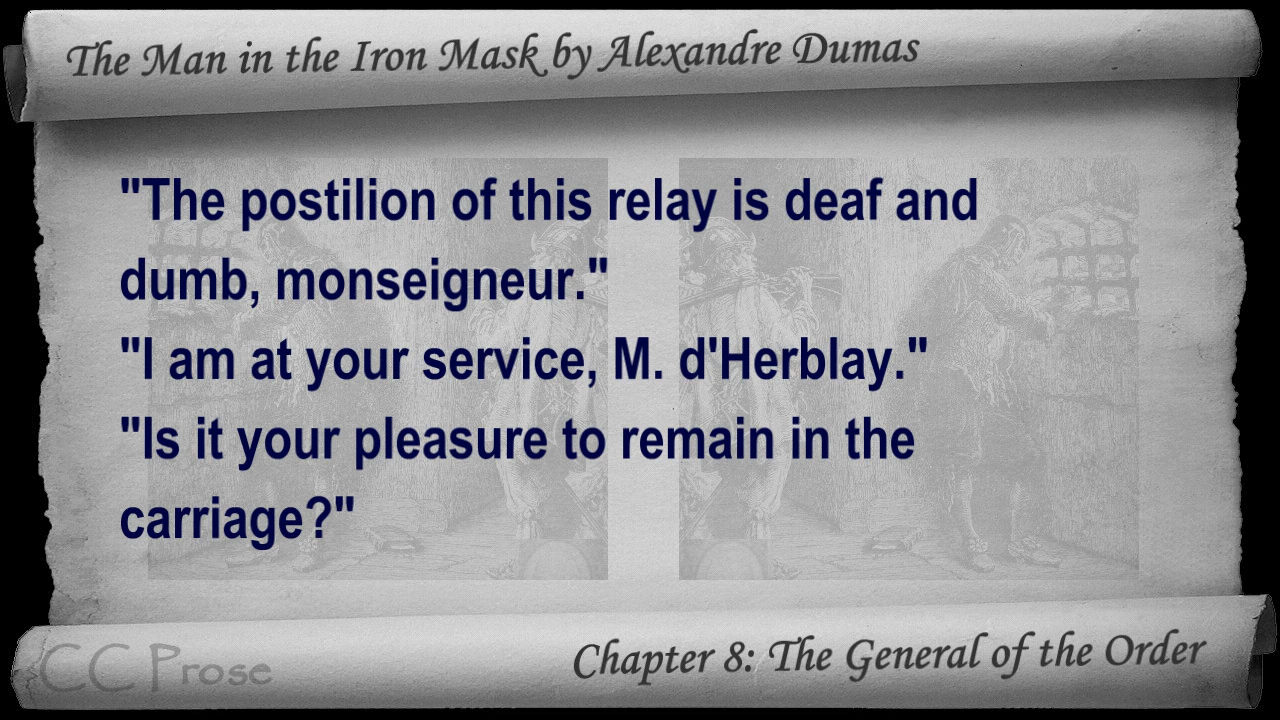 The Man in the Iron Mask by Alexandre Dumas
"The postilion of this relay is deaf and
dumb, monseigneur."
"I am at your service, M. d'Herblay."
"Is it your pleasure to remain in the
carriage?"
CC Prose
Chapter 8: The General of the Order